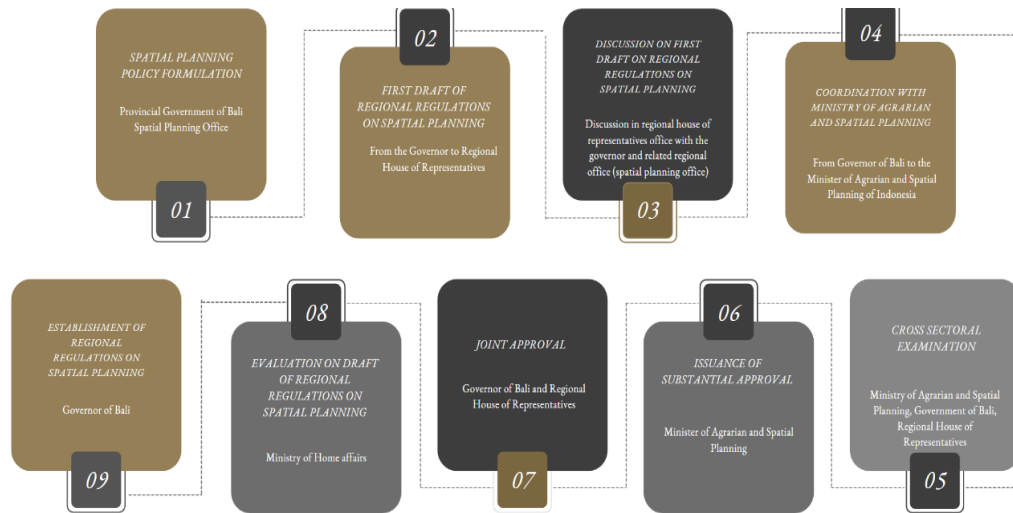 SPATIAL PLANNING
POLICY FORMULATION
Provincial Government of Bali
Spatial Planning Office
01
02
FIRST DRAFT OF
REGIONAL REGULATIONS
ON SPATIAL PLANNING
From the Governor to Regional
House of Representatives
DISCUSSION ON FIRST
DRAFT ON REGIONAL
REGULATIONS ON
SPATIAL PLANNING
Discussion in regional house of
representatives office with the
governor and related regional
office (spatial planning office)
03
04
COORDINATION WITH
MINISTRY OF AGRARIAN
AND SPATIAL PLANNING
From Governor of Bali to the
Minister of Agrarian and Spatial
Planning of Indonesia
CROSS SECTORAL
EXAMINATION
Ministry of Agrarian and Spatial
Planning, Government of Bali,
Regional House of
Representatives
05
06
ISSUANCE OF
SUBSTANTIAL APPROVAL
Minister of Agrarian and Spatial
Planning
JOINT APPROVAL
Governor of Bali and Regional
House of Representatives
07
08
EVALUATION ON DRAFT
OF REGIONAL
REGULATIONS ON
SPATIAL PLANNING
Ministry of Home affairs
ESTABLISHMENT OF
REGIONAL
REGULATIONS ON
SPATIAL PLANNING
Governor of Bali
09